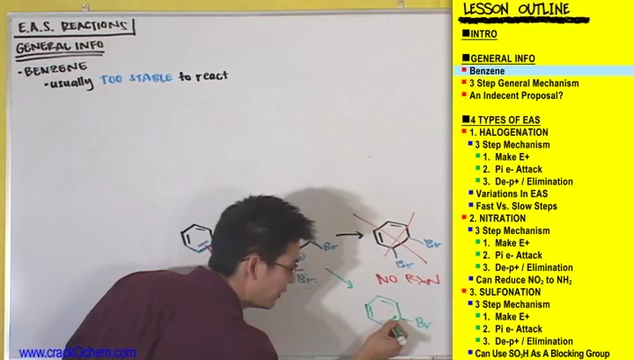 E.A.S. REACTIONS
GENERAL INFO
-BENZENE
-usually TOO STABLE to react
Br
Br
Br
Br:
NO RXN
Br
www.crackOchem.com
LESSON OUTLINE
INTRO
GENERAL INFO
Benzene
3 Step General Mechanism
An Indecent Proposal?
4 TYPES OF EAS
1. HALOGENATION
3 Step Mechanism
1. Make E+
2. Pi e- Attack
3. De-p+ / Elimination
Variations In EAS
Fast Vs. Slow Steps
2. NITRATION
3 Step Mechanism
1. Make E+
2. Pi e- Attack
3. De-p+ / Elimination
Can Reduce NO2 to NH2
3. SULFONATION
3 Step Mechanism
1. Make E+
2. Pi e- Attack
3. De-p+ / Elimination
Can Use SO3H As A Blocking Group